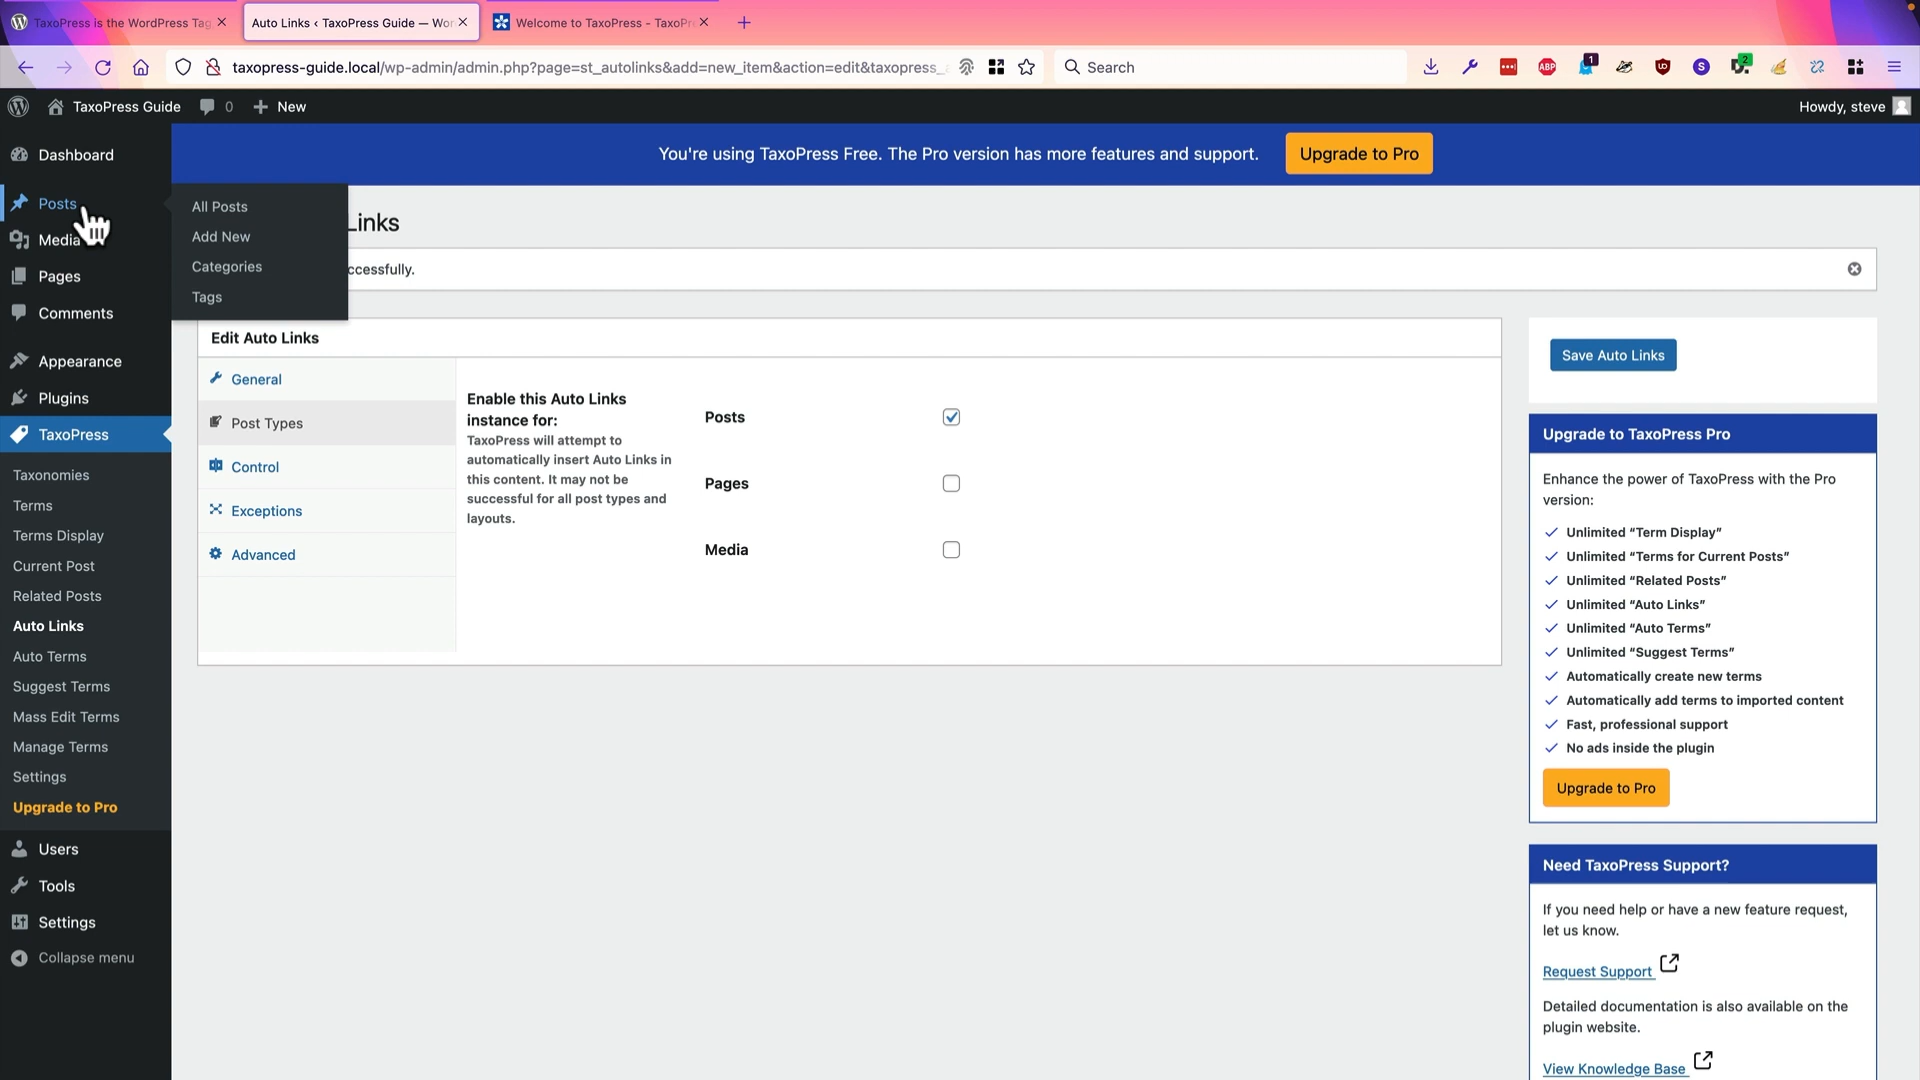 TaxoPress is the WordPress Tag
Auto Links ‹ TaxoPress Guide — Wor
Welcome to TaxoPress - TaxoPr
taxopress-guide.local/wp-admin/admin.php?page=st_autolinks&add=new_item&action=edit&taxopress_
Search
1
ABP
S
2
TaxoPress Guide
0
New
Howdy, steve
Dashboard
Posts
Media
Pages
Comments
Appearance
Plugins
TaxoPress
Taxonomies
Terms
Terms Display
Current Post
Related Posts
Auto Links
Auto Terms
Suggest Terms
Mass Edit Terms
Manage Terms
Settings
Upgrade to Pro
Users
Tools
Settings
Collapse menu
All Posts
Add New
Categories
Tags
You're using TaxoPress Free. The Pro version has more features and support.
Upgrade to Pro
Links
ccessfully.
Edit Auto Links
General
Post Types
Control
Exceptions
Advanced
Enable this Auto Links
instance for:
TaxoPress will attempt to
automatically insert Auto Links in
this content. It may not be
successful for all post types and
layouts.
Posts
Pages
Media
Save Auto Links
Upgrade to TaxoPress Pro
Enhance the power of TaxoPress with the Pro
version:
Unlimited “Term Display”
Unlimited “Terms for Current Posts”
Unlimited “Related Posts”
Unlimited “Auto Links”
Unlimited “Auto Terms”
Unlimited “Suggest Terms”
Automatically create new terms
Automatically add terms to imported content
Fast, professional support
No ads inside the plugin
Upgrade to Pro
Need TaxoPress Support?
If you need help or have a new feature request,
let us know.
Request Support
Detailed documentation is also available on the
plugin website.
View Knowledge Base